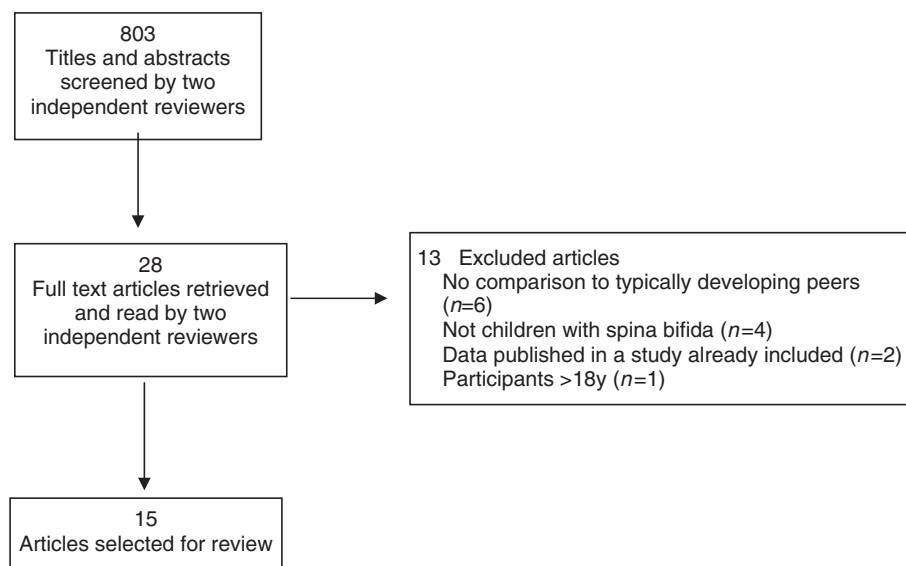 803
Titles and abstracts
screened by two
independent reviewers
28
Full text articles retrieved
and read by two
independent reviewers
13 Excluded articles
No comparison to typically developing peers
(n=6)
Not children with spina bifida (n=4)
Data published in a study already included (n=2)
Participants >18y (n=1)
15
Articles selected for review